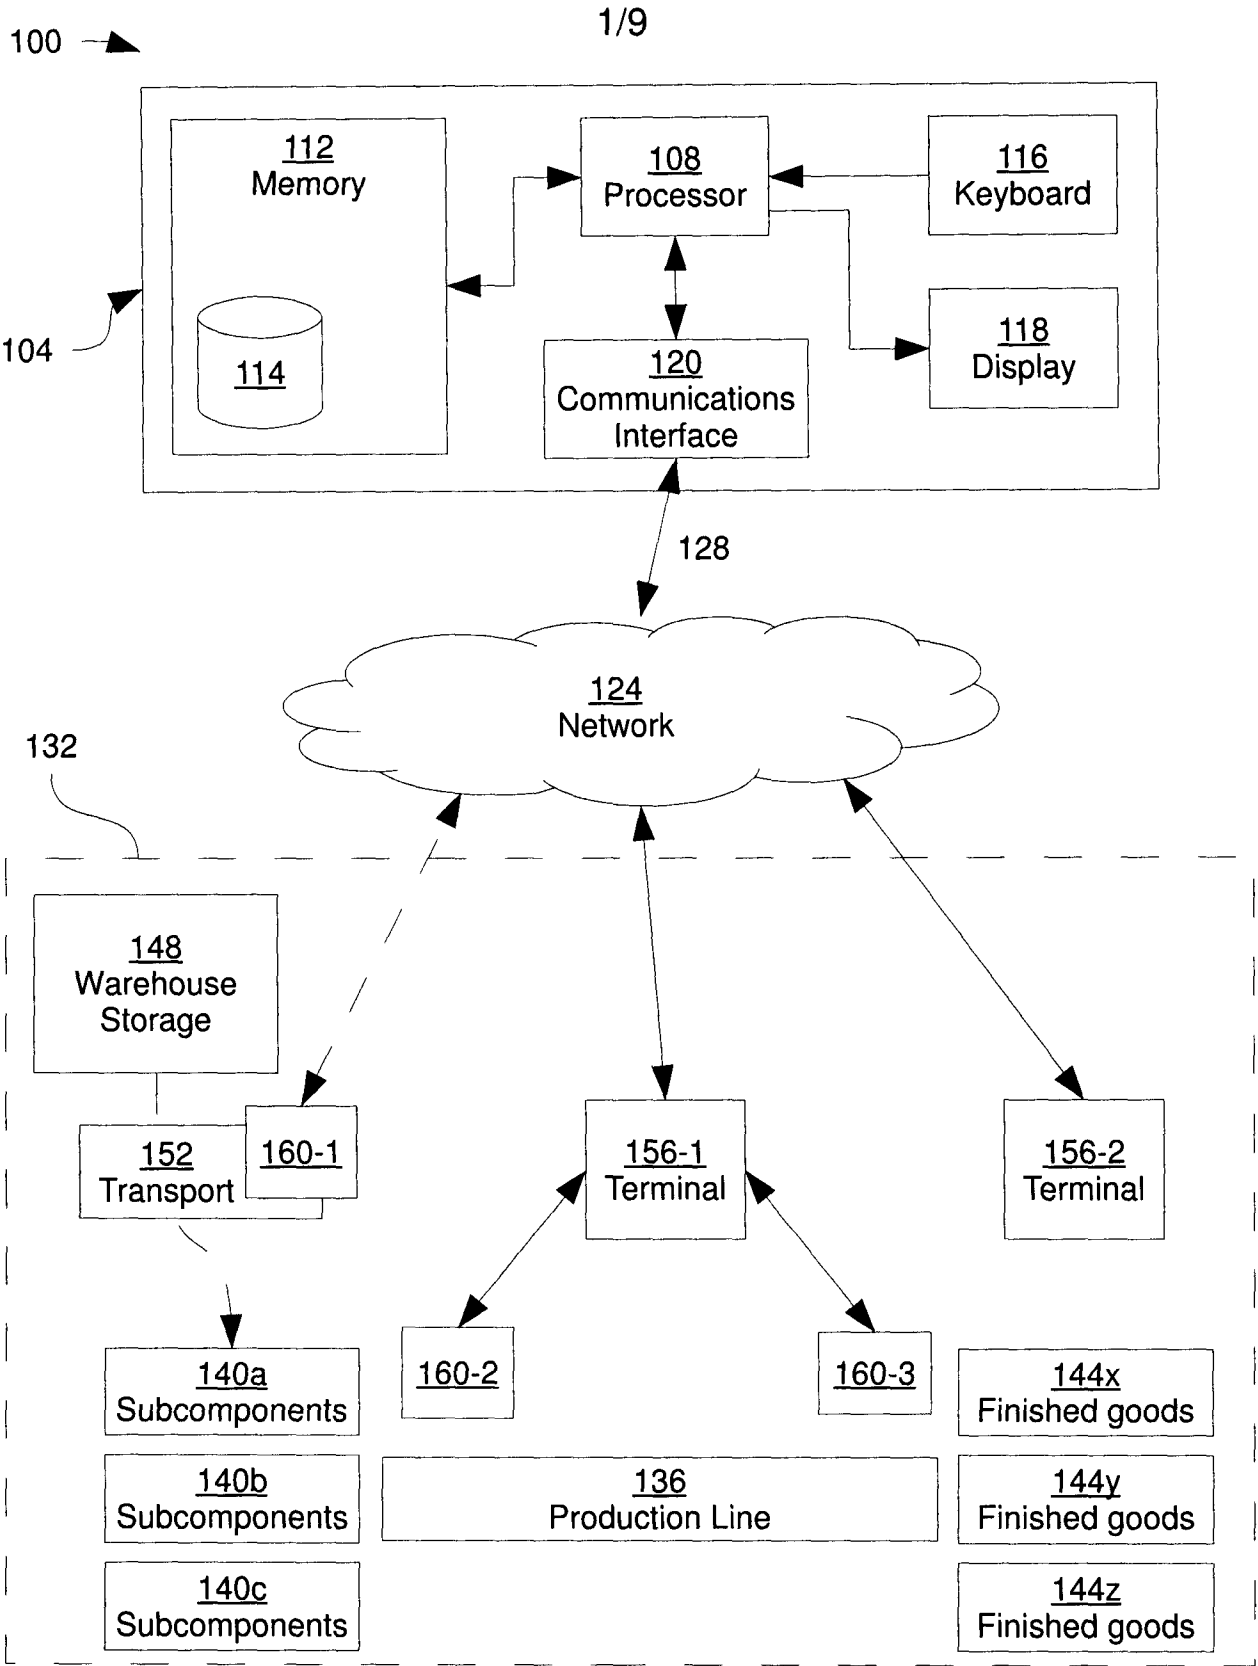 1/9
100
112
Memory
108
Processor
116
Keyboard
104
114
120
Communications
Interface
118
Display
128
124
Network
132
148
Warehouse
Storage
152
Transport
160-1
156-1
Terminal
156-2
Terminal
160-2
160-3
140a
Subcomponents
144x
Finished goods
140b
Subcomponents
136
Production Line
144y
Finished goods
140c
Subcomponents
144z
Finished goods